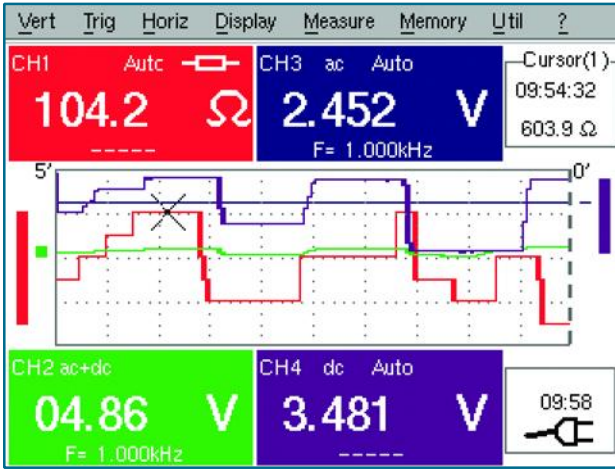 Vert Trig Horiz Display Measure Memory Util ?
CH1 Autc
104.2 Ω
-----
CH3 ac Auto
2.452 V
F= 1.000kHz
Cursor(1)
09:54:32
603.9 Ω
5' 0'
CH2 ac+dc
04.86 V
F= 1.000kHz
CH4 dc Auto
3.481 V
-----
09:58